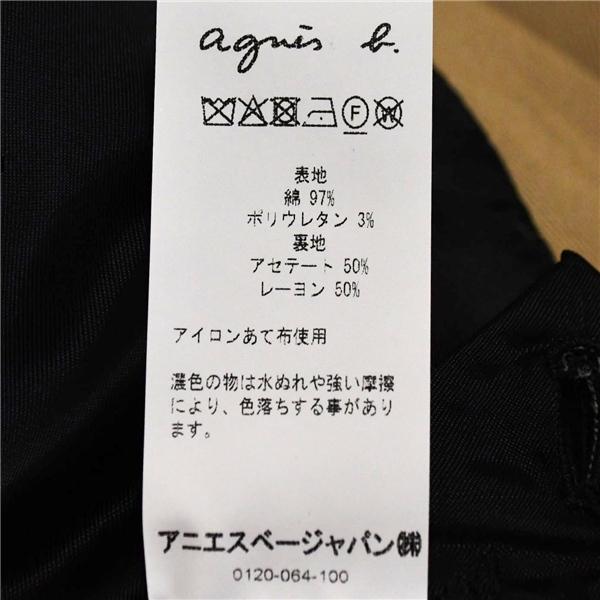 agnès b.
F W
表地
綿 97%
ポリウレタン 3%
裏地
アセテート 50%
レーヨン 50%
アイロンあて布使用
濃色の物は水ぬれや強い摩擦
により、色落ちする事があり
ます。
アニエスベージャパン㈱
0120-064-100